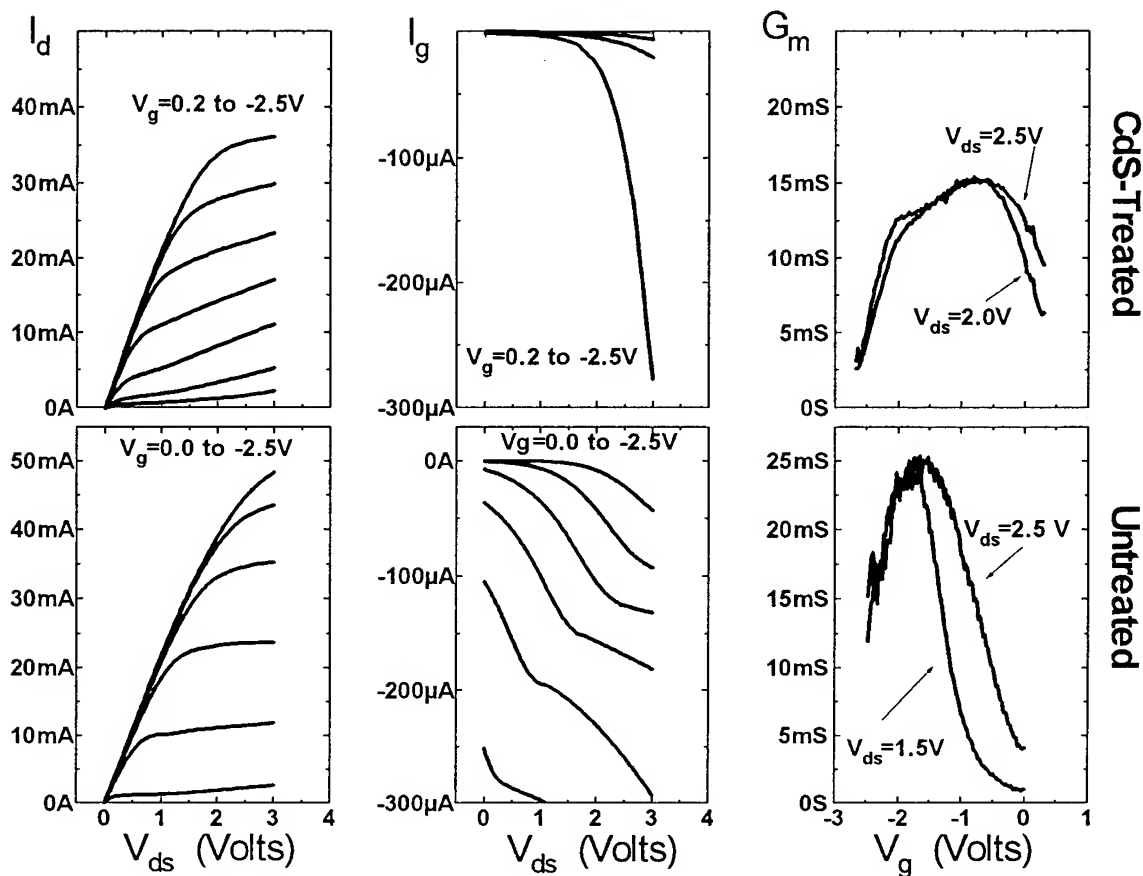 I_d
40mA
30mA
20mA
10mA
0A
V_g=0.2 to -2.5V
I_g
-100µA
-200µA
-300µA
V_g=0.2 to -2.5V
G_m
20mS
15mS
10mS
5mS
0S
V_ds=2.5V
V_ds=2.0V
CdS-Treated
50mA
40mA
30mA
20mA
10mA
0A
V_g=0.0 to -2.5V
0 1 2 3 4
V_ds (Volts)
0A
-100µA
-200µA
-300µA
Vg=0.0 to -2.5V
0 1 2 3 4
V_ds (Volts)
25mS
20mS
15mS
10mS
5mS
0S
V_ds=2.5 V
V_ds=1.5V
-3 -2 -1 0 1
V_g (Volts)
Untreated